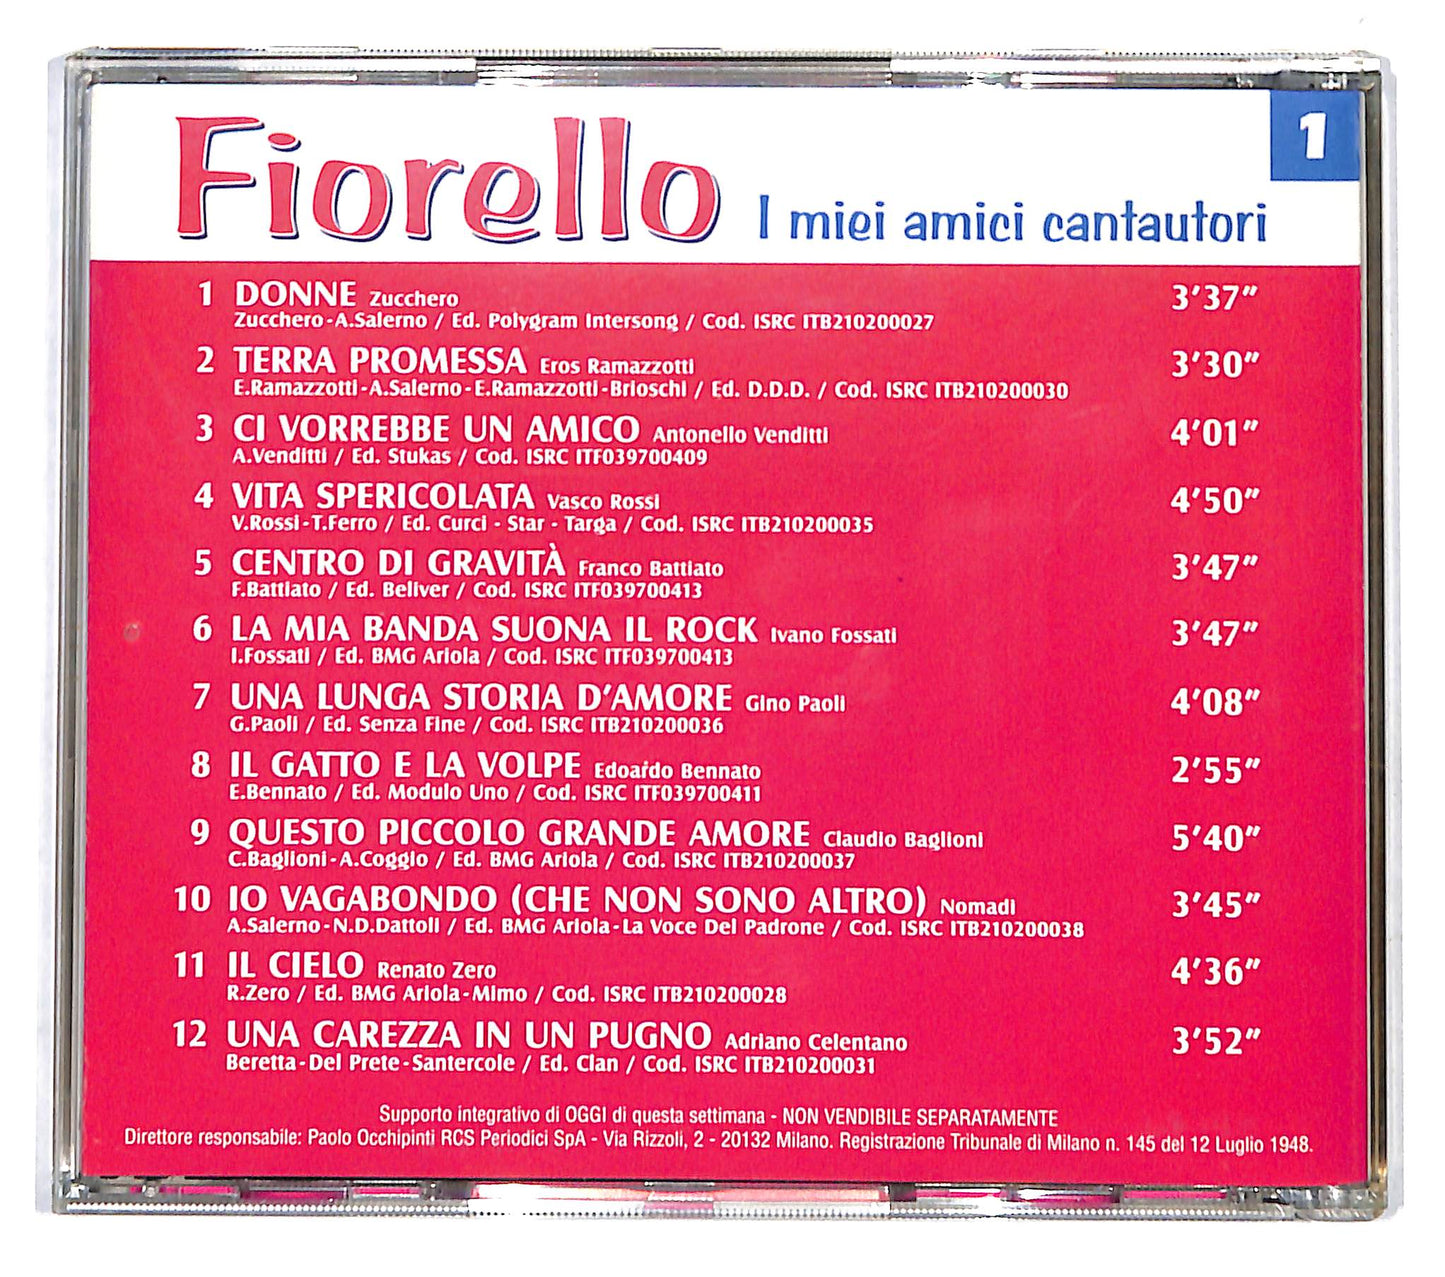 1
Fiorello I miei amici cantautori
1 DONNE Zucchero 3'37"
Zucchero-A.Salerno / Ed. Polygram Intersong / Cod. ISRC ITB210200027
2 TERRA PROMESSA Eros Ramazzotti 3'30"
E.Ramazzotti-A.Salerno-E.Ramazzotti-Brioschi / Ed. D.D.D. / Cod. ISRC ITB210200030
3 CI VORREBBE UN AMICO Antonello Venditti 4'01"
A.Venditti / Ed. Stukas / Cod. ISRC ITF039700409
4 VITA SPERICOLATA Vasco Rossi 4'50"
V.Rossi-T.Ferro / Ed. Curci - Star - Targa / Cod. ISRC ITB210200035
5 CENTRO DI GRAVITÀ Franco Battiato 3'47"
F.Battiato / Ed. Beliver / Cod. ISRC ITF039700413
6 LA MIA BANDA SUONA IL ROCK Ivano Fossati 3'47"
I.Fossati / Ed. BMG Ariola / Cod. ISRC ITF039700413
7 UNA LUNGA STORIA D'AMORE Gino Paoli 4'08"
G.Paoli / Ed. Senza Fine / Cod. ISRC ITB210200036
8 IL GATTO E LA VOLPE Edoardo Bennato 2'55"
E.Bennato / Ed. Modulo Uno / Cod. ISRC ITF039700411
9 QUESTO PICCOLO GRANDE AMORE Claudio Baglioni 5'40"
C.Baglioni-A.Coggio / Ed. BMG Ariola / Cod. ISRC ITB210200037
10 IO VAGABONDO (CHE NON SONO ALTRO) Nomadi 3'45"
A.Salerno-N.D.Dattoli / Ed. BMG Ariola-La Voce Del Padrone / Cod. ISRC ITB210200038
11 IL CIELO Renato Zero 4'36"
R.Zero / Ed. BMG Ariola-Mimo / Cod. ISRC ITB210200028
12 UNA CAREZZA IN UN PUGNO Adriano Celentano 3'52"
Beretta-Del Prete-Santercole / Ed. Clan / Cod. ISRC ITB210200031
Supporto integrativo di OGGI di questa settimana - NON VENDIBILE SEPARATAMENTE
Direttore responsabile: Paolo Occhipinti RCS Periodici SpA - Via Rizzoli, 2 - 20132 Milano. Registrazione Tribunale di Milano n. 145 del 12 Luglio 1948.